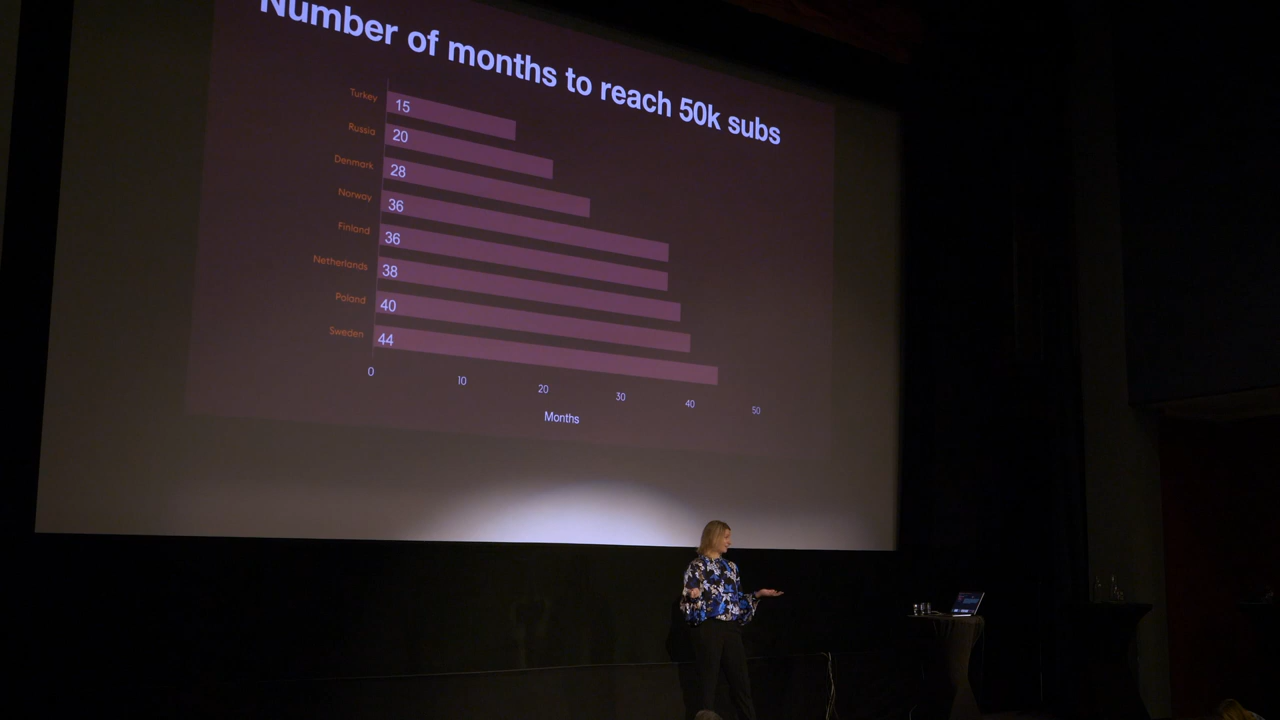 Number of months to reach 50k subs
Turkey 15
Russia 20
Denmark 28
Norway 36
Finland 36
Netherlands 38
Poland 40
Sweden 44
0 10 20 30 40 50
Months